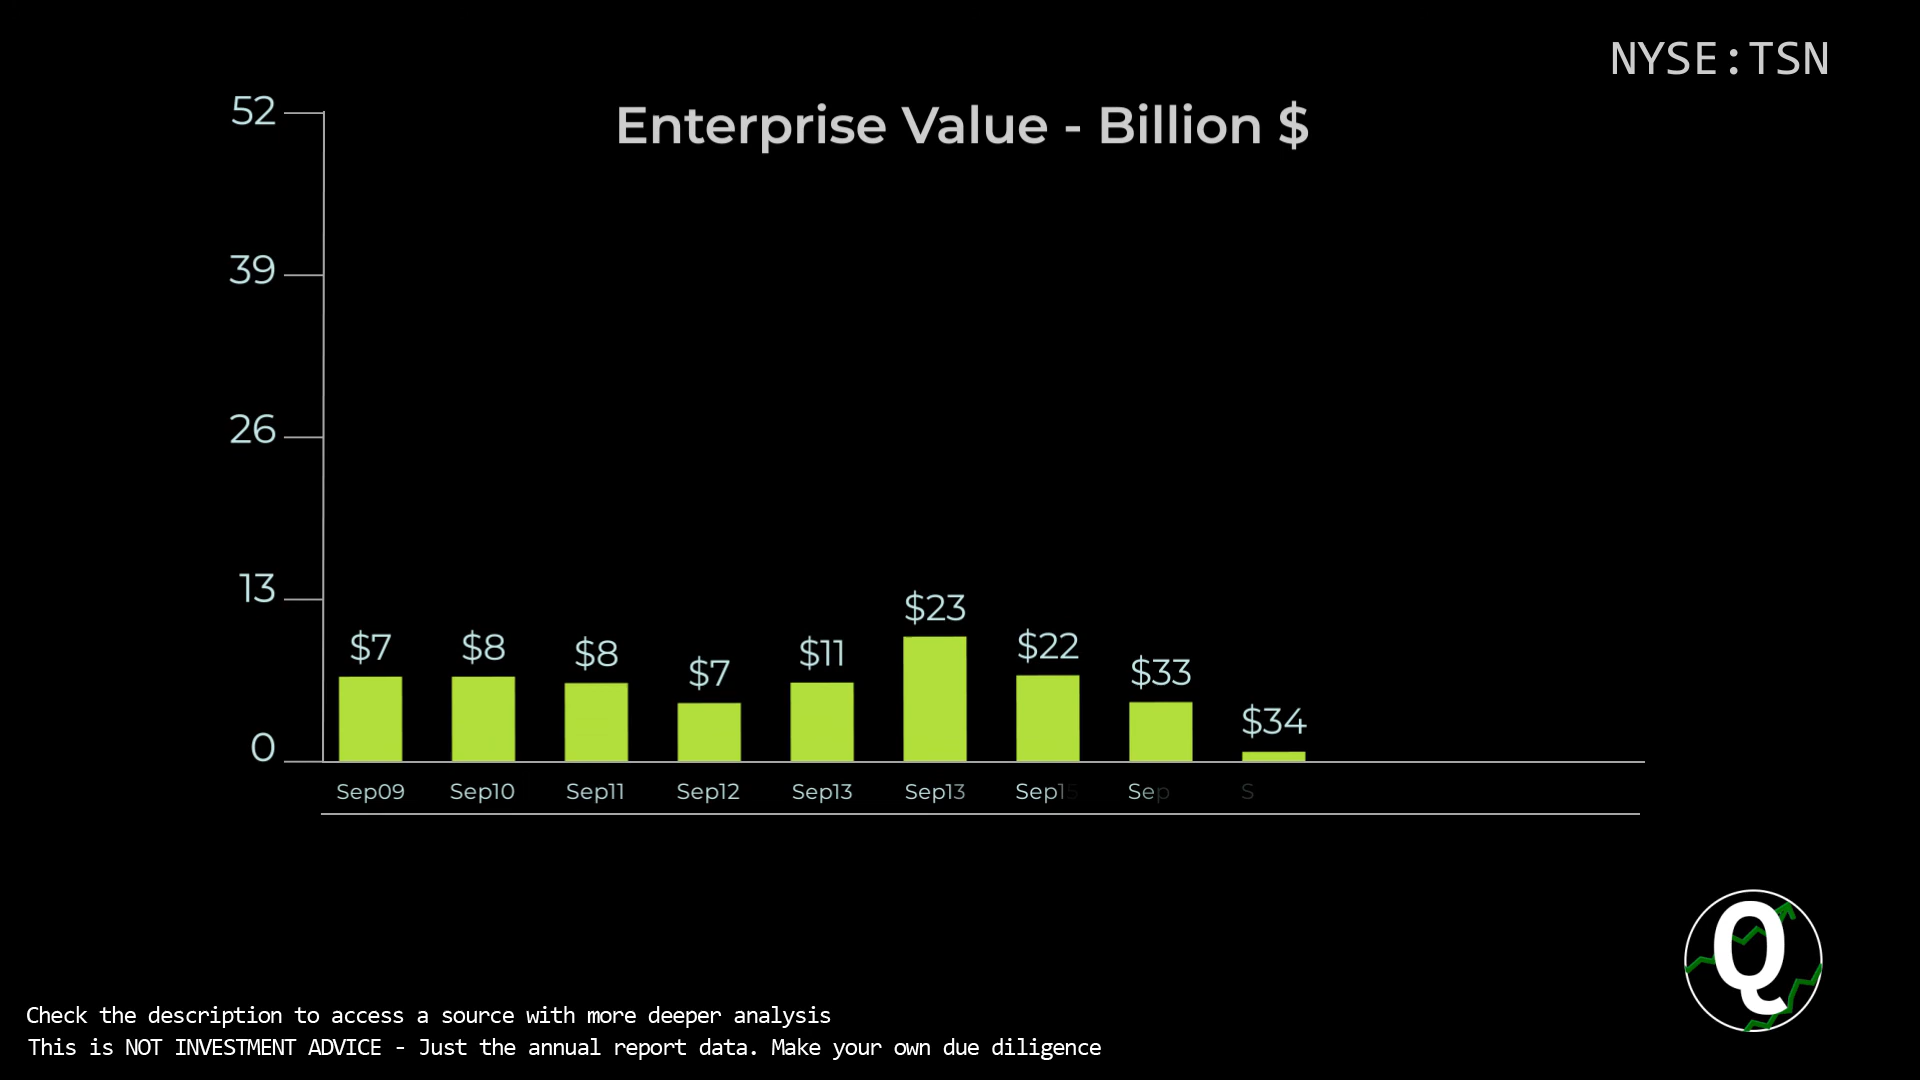 NYSE:TSN
Enterprise Value - Billion $
52
39
26
13
0
$7 $8 $8 $7 $11 $23 $22 $33 $34
Sep09 Sep10 Sep11 Sep12 Sep13 Sep13 Sep15 Sep S
Q
Check the description to access a source with more deeper analysis
This is NOT INVESTMENT ADVICE - Just the annual report data. Make your own due diligence